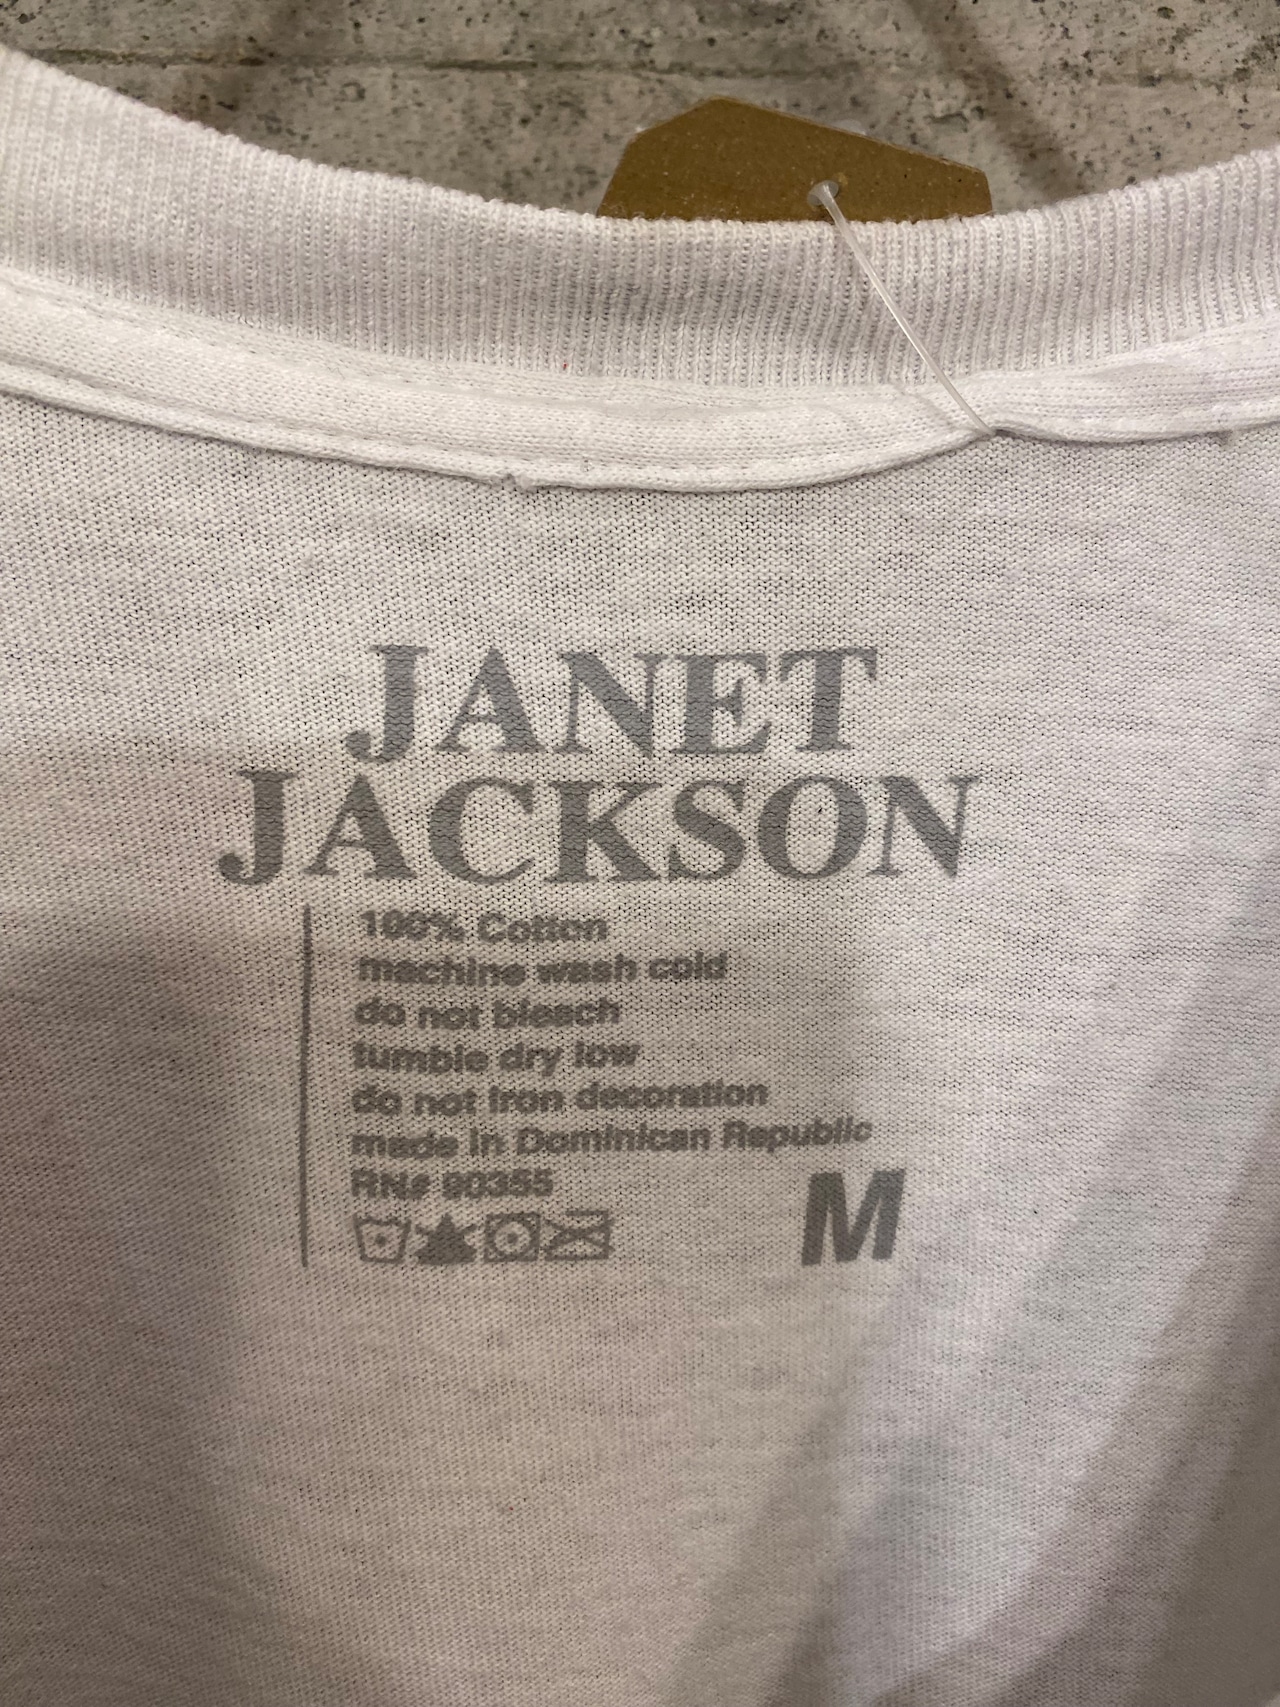 JANET
JACKSON
100% Cotton
machine wash cold
do not bleach
tumble dry low
do not iron decoration
made in Dominican Republic
RN# 90355
M